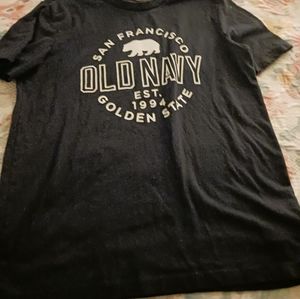 SAN FRANCISCO
OLD NAVY
EST.
1994
GOLDEN STATE